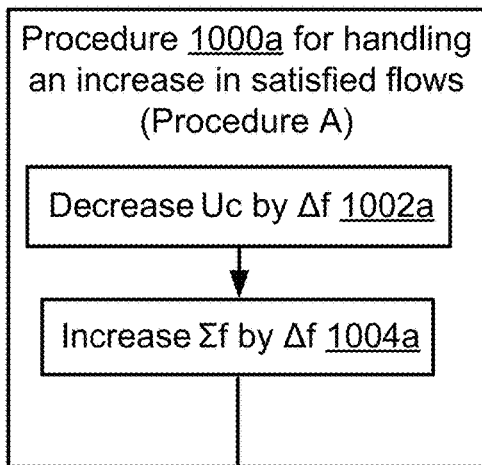 Procedure 1000a for handling
an increase in satisfied flows
(Procedure A)
Decrease Uc by Δf 1002a
Increase Σf by Δf 1004a